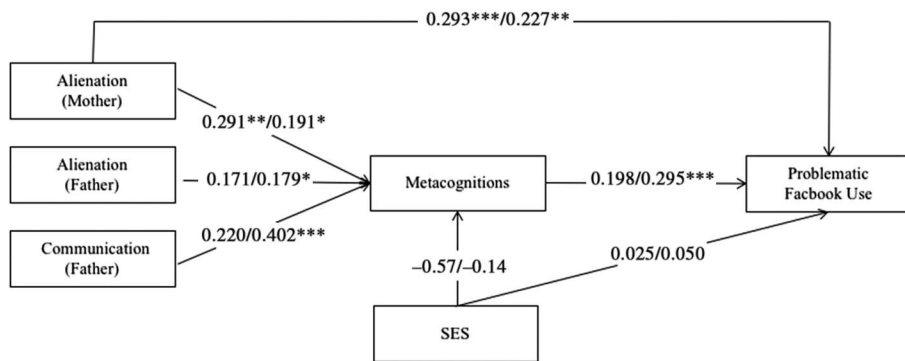 0.293***/0.227**
Alienation
(Mother)
0.291**/0.191*
Alienation
(Father)
0.171/0.179*
Metacognitions
0.198/0.295***
Problematic
Facbook Use
Communication
(Father)
0.220/0.402***
–0.57/–0.14
0.025/0.050
SES